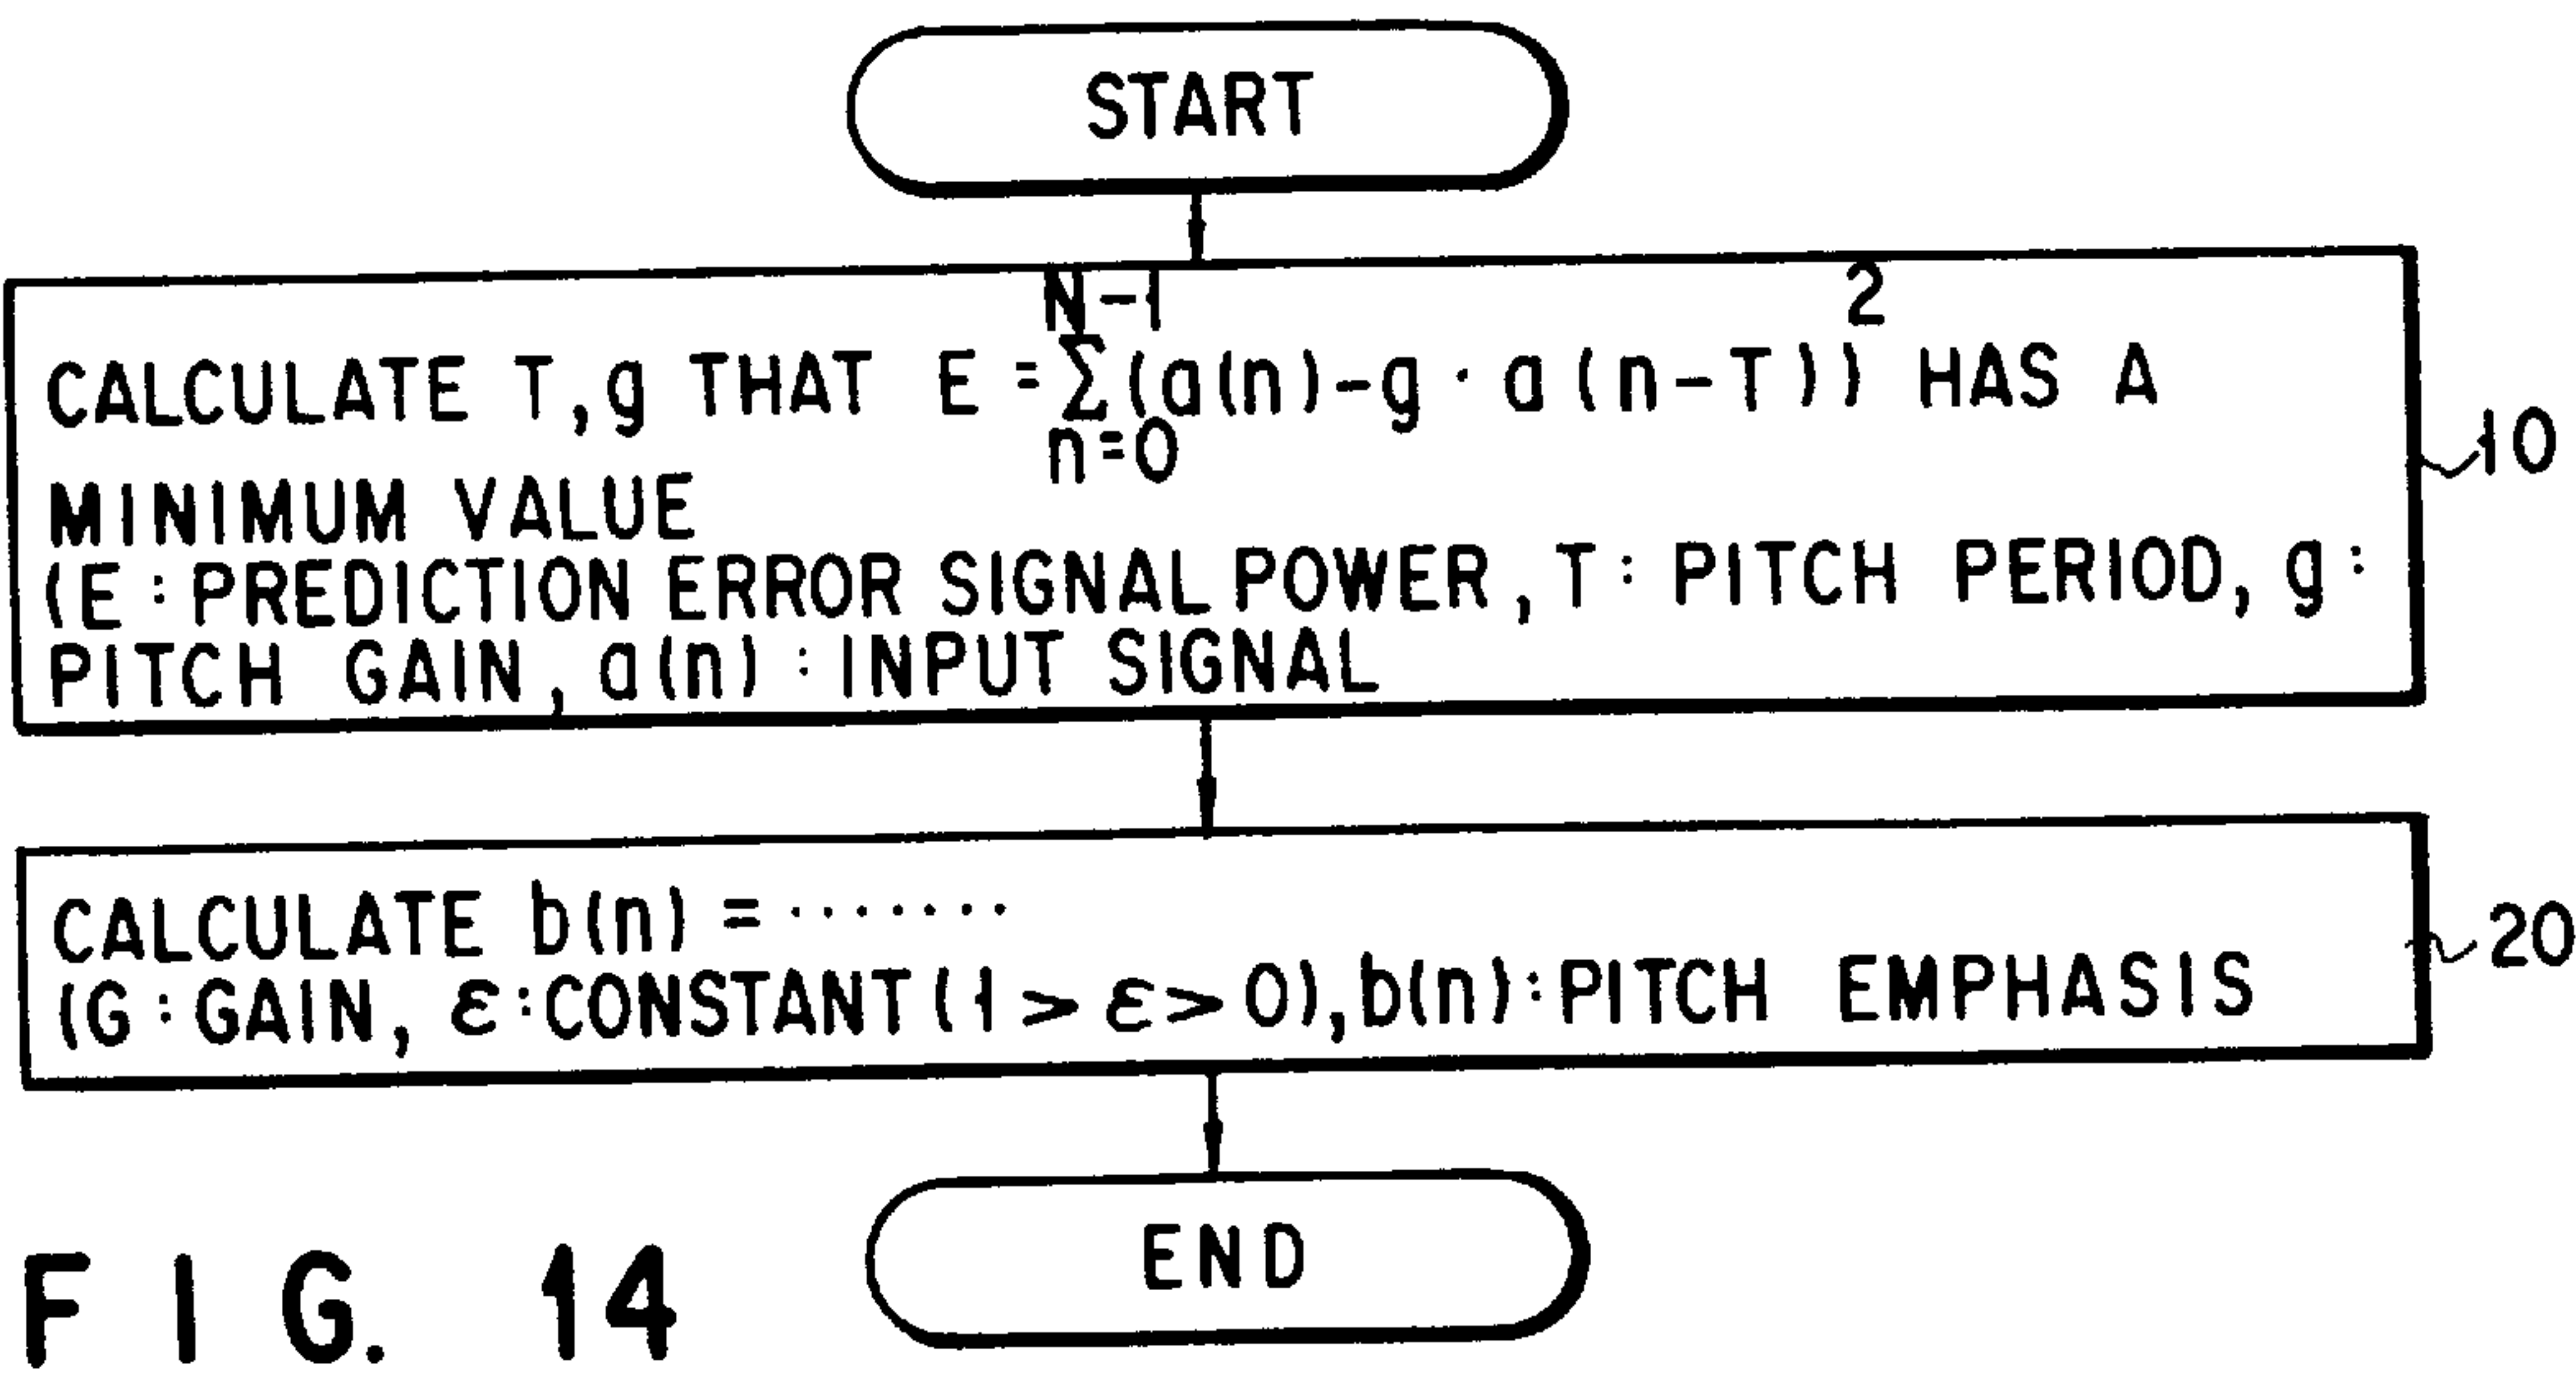 START
N-1
2
CALCULATE T,g THAT E=Σ(a(n)-g·a(n-T)) HAS A
n=0
10
MINIMUM VALUE
(E:PREDICTION ERROR SIGNAL POWER, T: PITCH PERIOD, g:
PITCH GAIN, a(n):INPUT SIGNAL
CALCULATE b(n) = ·······
20
(G:GAIN, ε:CONSTANT(1>ε>0),b(n):PITCH EMPHASIS
END
FIG. 14